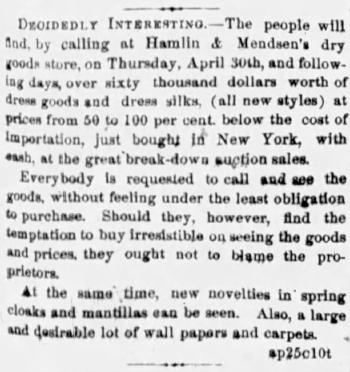 DECIDEDLY INTERESTING.—The people will
find, by calling at Hamlin & Mendsen's dry
goods store, on Thursday, April 30th, and follow-
ing days, over sixty thousand dollars worth of
dress goods and dress silks, (all new styles) at
prices from 50 to 100 per cent. below the cost of
importation, just bought in New York, with
cash, at the great break-down auction sales.
Everybody is requested to call and see the
goods, without feeling under the least obligation
to purchase. Should they, however, find the
temptation to buy irresistible on seeing the goods
and prices, they ought not to blame the pro-
prietors.
At the same time, new novelties in spring
cloaks and mantillas can be seen. Also, a large
and desirable lot of wall papers and carpets.
ap25c10t